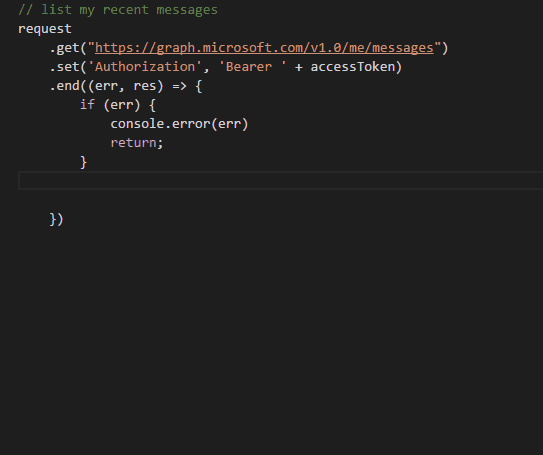 // list my recent messages
request
    .get("https://graph.microsoft.com/v1.0/me/messages")
    .set('Authorization', 'Bearer ' + accessToken)
    .end((err, res) => {
        if (err) {
            console.error(err)
            return;
        }
    })